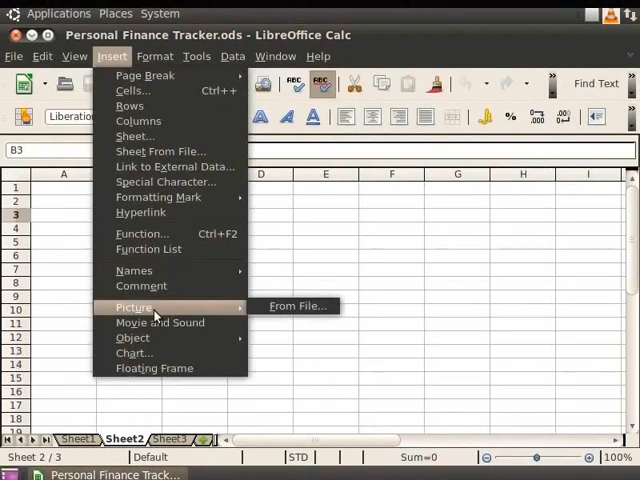 Applications Places System
Personal Finance Tracker.ods - LibreOffice Calc
File Edit View Insert Format Tools Data Window Help
Page Break
Cells... Ctrl++
Rows
Columns
Sheet...
Sheet From File...
Link to External Data...
Special Character...
Formatting Mark
Hyperlink
Function... Ctrl+F2
Function List
Names
Comment
Picture
From File...
Movie and Sound
Object
Chart...
Floating Frame
ABC ABC Find Text
Liberation %
B3
A D E F G H I
1
2
3
4
5
6
7
8
9
10
11
12
13
14
15
16
17
18
19
Sheet1 Sheet2 Sheet3
Sheet 2 / 3 Default STD Sum=0 100%
Personal Finance Track...